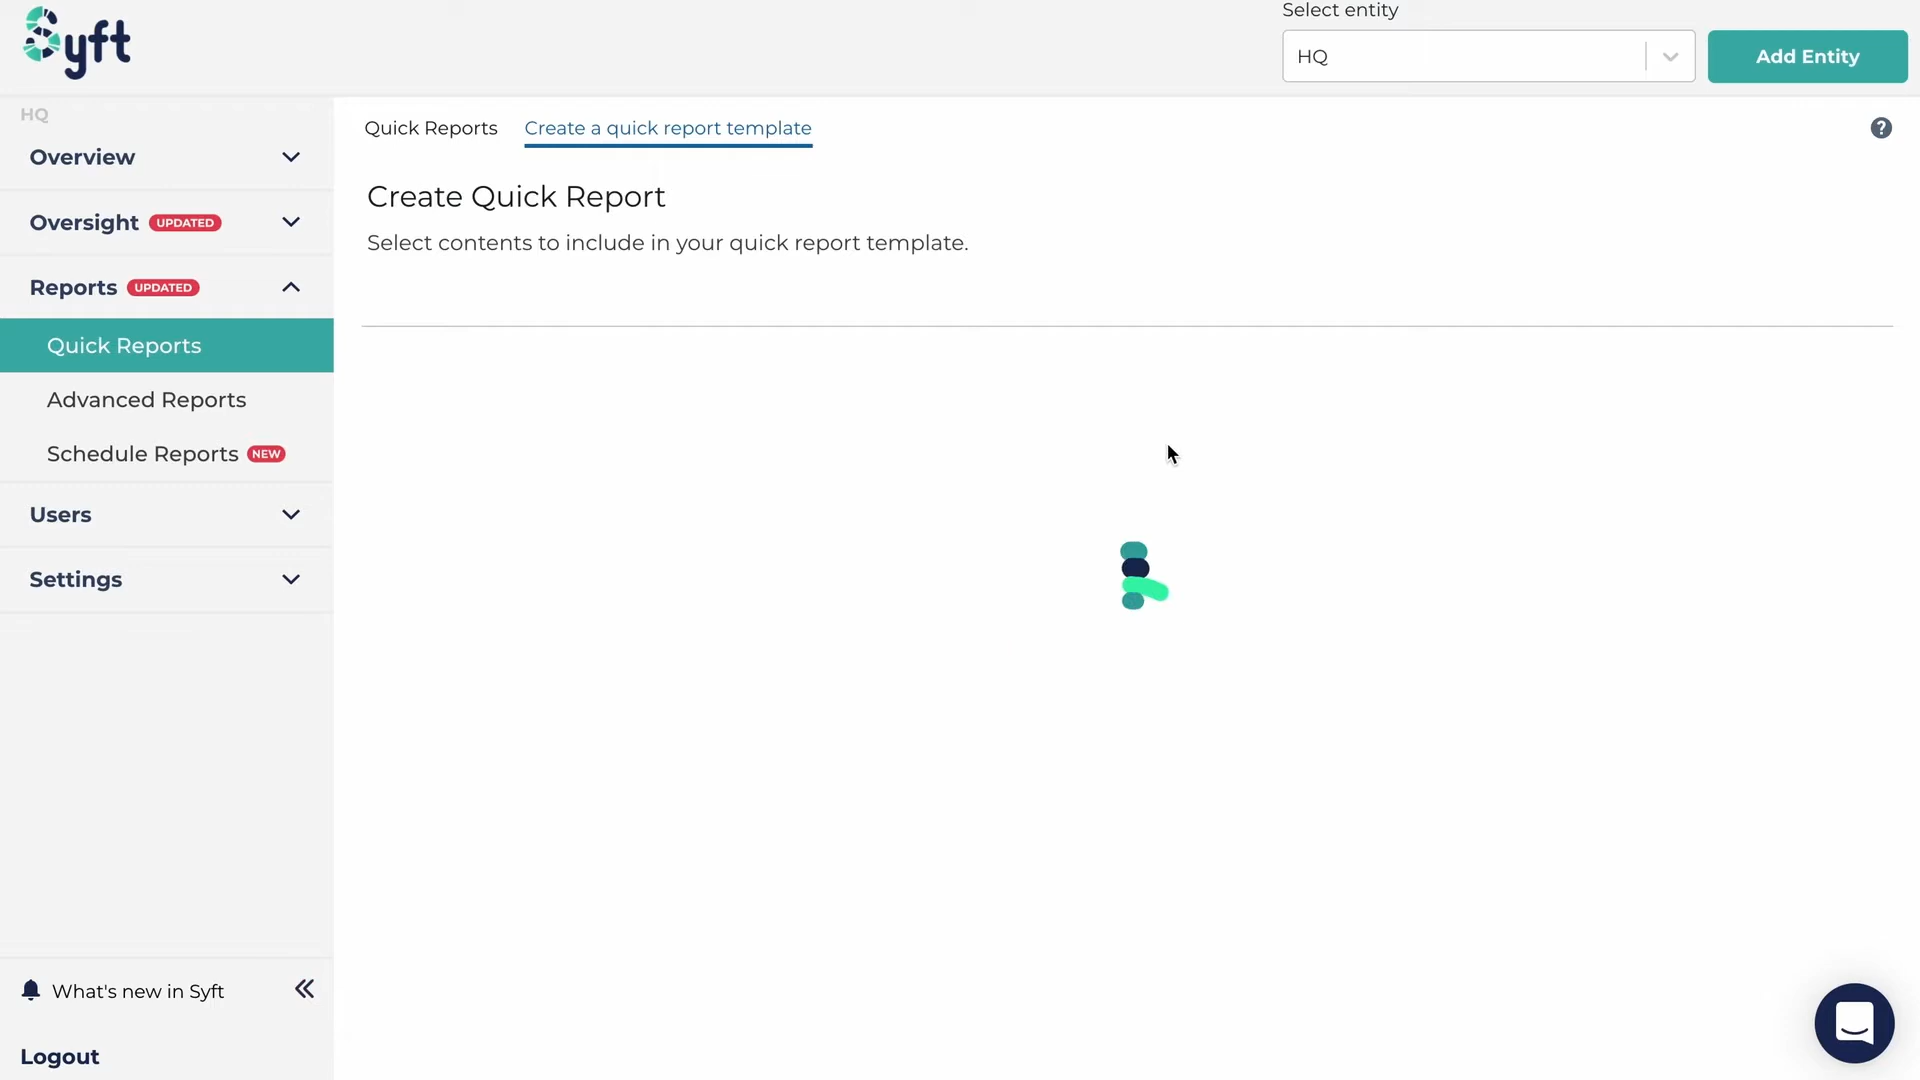 Syft
Select entity
HQ
Add Entity
HQ
Overview
Oversight UPDATED
Reports UPDATED
Quick Reports
Advanced Reports
Schedule Reports NEW
Users
Settings
What's new in Syft
Logout
Quick Reports Create a quick report template
?
Create Quick Report
Select contents to include in your quick report template.